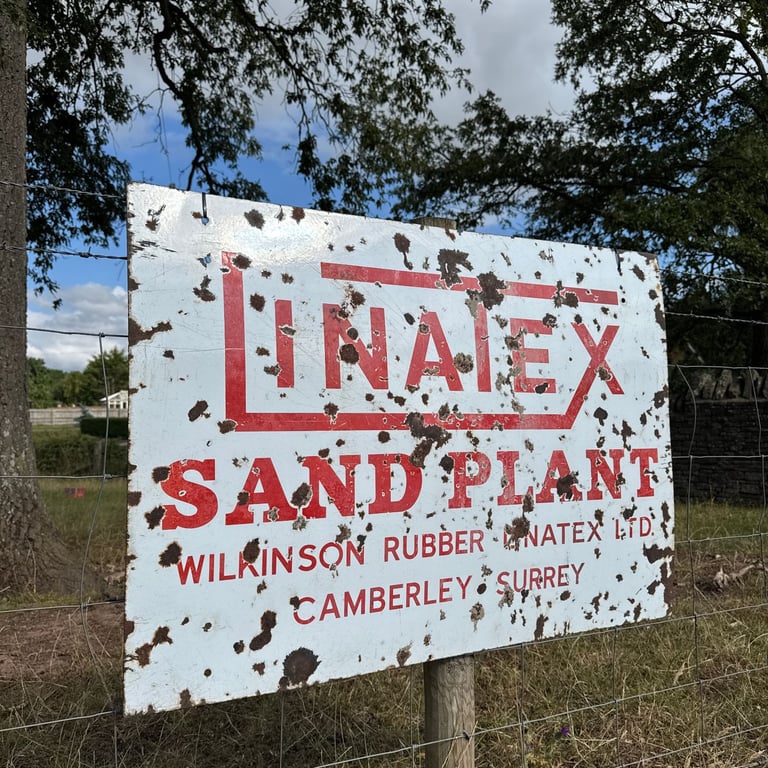 LINATEX
SAND PLANT
WILKINSON RUBBER LINATEX LTD.
CAMBERLEY SURREY